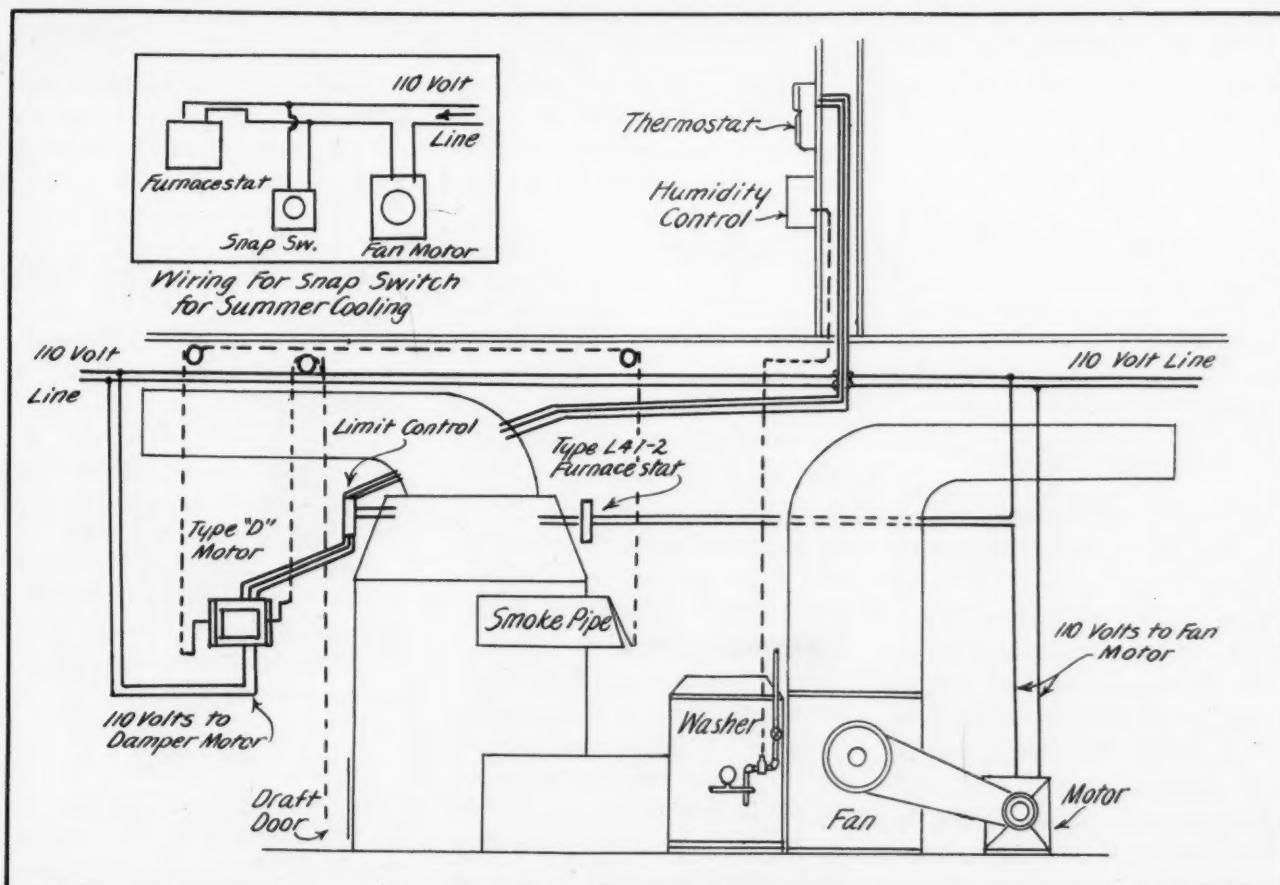 110 Volt
Line
Furnacestat
Snap Sw.
Fan Motor
Wiring For Snap Switch
for Summer Cooling
Thermostat
Humidity
Control
110 Volt
Line
110 Volt Line
Limit Control
Type L41-2
Furnacestat
Type "D"
Motor
Smoke Pipe
110 Volts to Fan
Motor
110 Volts to
Damper Motor
Washer
Draft
Door
Fan
Motor